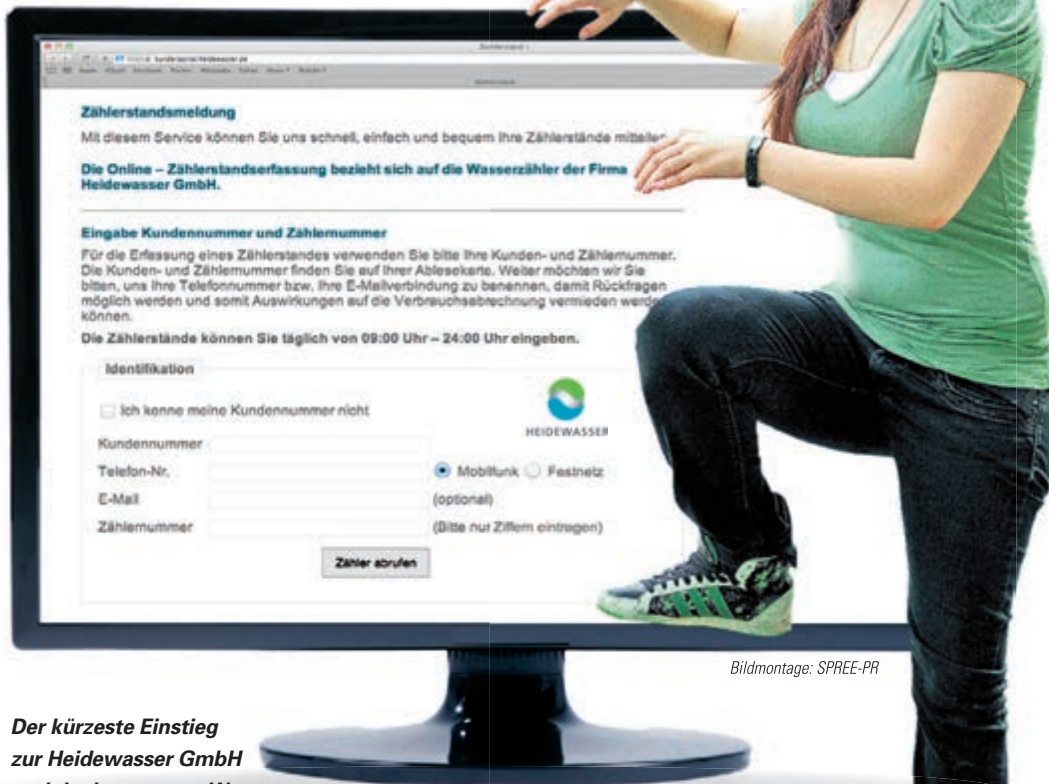 Zählerstandsmeldung
Mit diesem Service können Sie uns schnell, einfach und bequem Ihre Zählerstände mitteilen
Die Online – Zählerstandserfassung bezieht sich auf die Wasserzähler der Firma
Heidewasser GmbH.
Eingabe Kundennummer und Zählernummer
Für die Erfassung eines Zählerstandes verwenden Sie bitte Ihre Kunden- und Zählernummer.
Die Kunden- und Zählernummer finden Sie auf Ihrer Ablesekarte. Weiter möchten wir Sie
bitten, uns Ihre Telefonnummer bzw. Ihre E-Mailverbindung zu benennen, damit Rückfragen
möglich werden und somit Auswirkungen auf die Verbrauchsabrechnung vermieden werde
können.
Die Zählerstände können Sie täglich von 09:00 Uhr – 24:00 Uhr eingeben.
Identifikation
Ich kenne meine Kundennummer nicht
HEIDEWASSER
Kundennummer
Telefon-Nr. Mobilfunk Festnetz
E-Mail (optional)
Zählernummer (Bitte nur Ziffern eintragen)
Zähler abrufen
Bildmontage: SPREE-PR
Der kürzeste Einstieg
zur Heidewasser GmbH